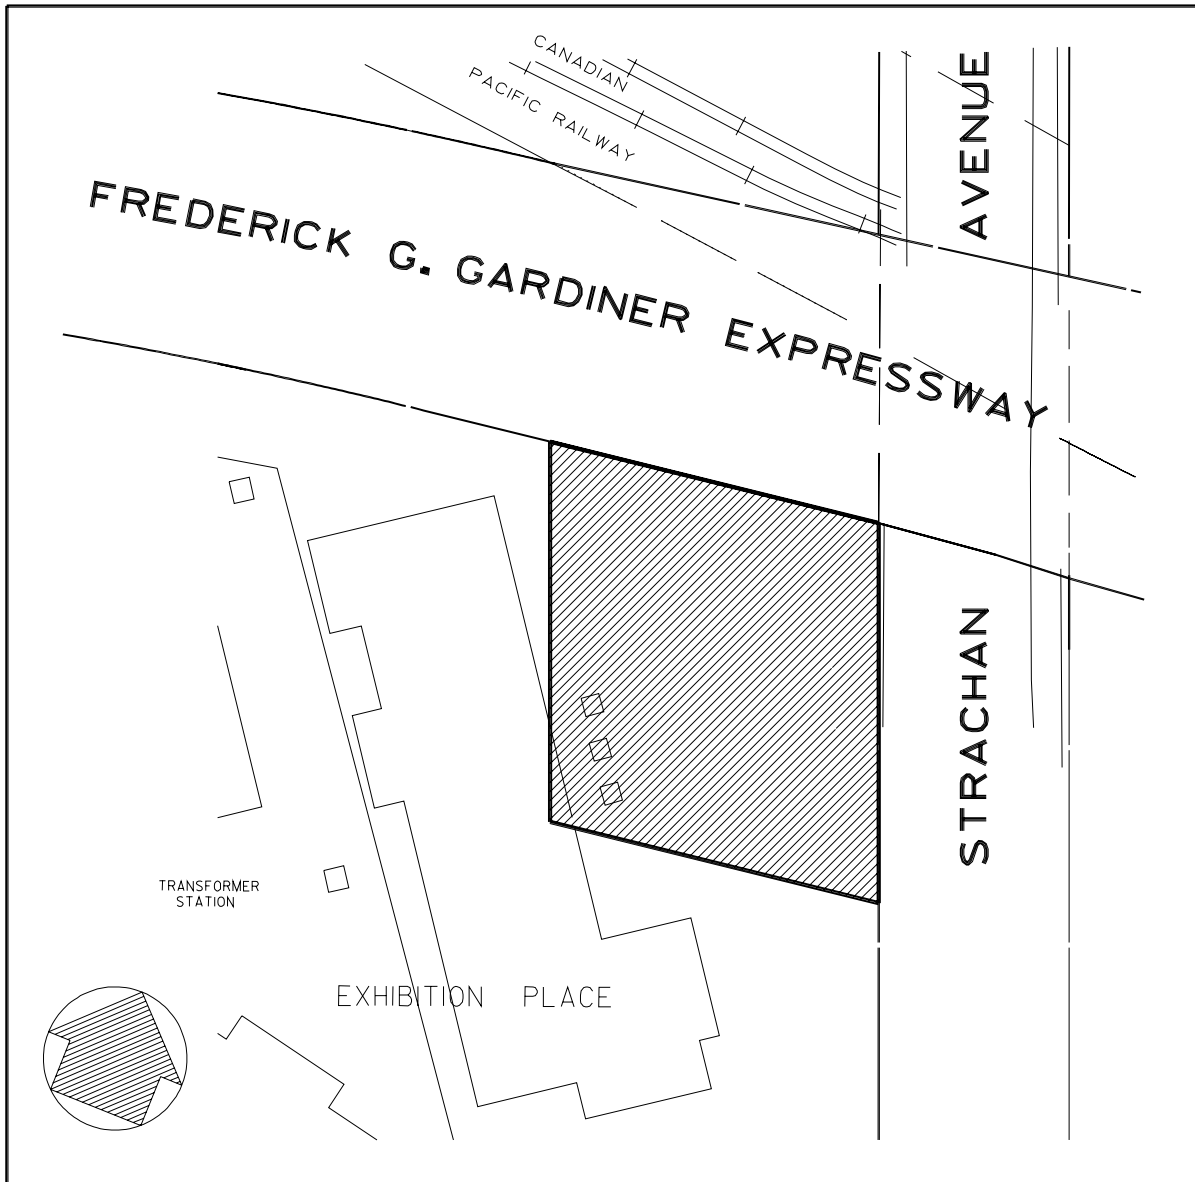 CANADIAN
PACIFIC RAILWAY
AVENUE
FREDERICK G. GARDINER EXPRESSWAY
STRACHAN
TRANSFORMER
STATION
EXHIBITION PLACE